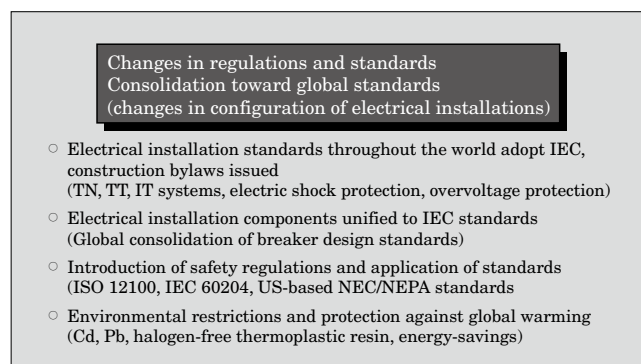 Changes in regulations and standards
Consolidation toward global standards
(changes in configuration of electrical installations)
○ Electrical installation standards throughout the world adopt IEC,
construction bylaws issued
(TN, TT, IT systems, electric shock protection, overvoltage protection)
○ Electrical installation components unified to IEC standards
(Global consolidation of breaker design standards)
○ Introduction of safety regulations and application of standards
(ISO 12100, IEC 60204, US-based NEC/NEPA standards
○ Environmental restrictions and protection against global warming
(Cd, Pb, halogen-free thermoplastic resin, energy-savings)